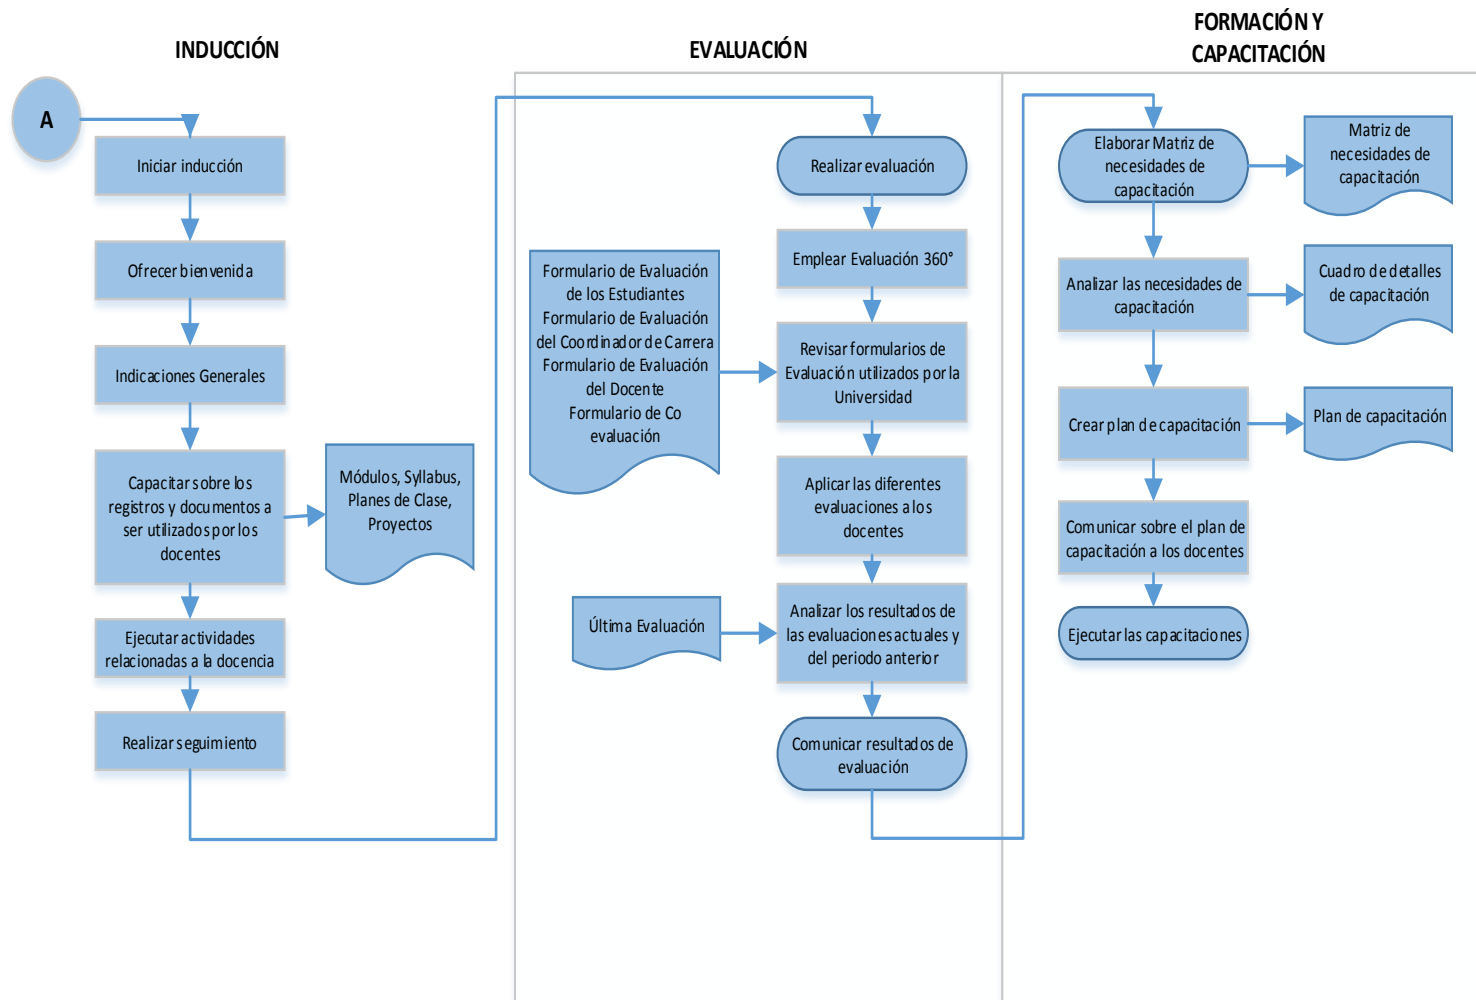 INDUCCIÓN
A
Iniciar inducción
Ofrecer bienvenida
Indicaciones Generales
Capacitar sobre los
registros y documentos a
ser utilizados por los
docentes
Módulos, Syllabus,
Planes de Clase,
Proyectos
Ejecutar actividades
relacionadas a la docencia
Realizar seguimiento
EVALUACIÓN
Realizar evaluación
Emplear Evaluación 360°
Formulario de Evaluación
de los Estudiantes
Formulario de Evaluación
del Coordinador de Carrera
Formulario de Evaluación
del Docente
Formulario de Co
evaluación
Revisar formularios de
Evaluación utilizados por la
Universidad
Aplicar las diferentes
evaluaciones a los
docentes
Última Evaluación
Analizar los resultados de
las evaluaciones actuales y
del periodo anterior
Comunicar resultados de
evaluación
FORMACIÓN Y
CAPACITACIÓN
Elaborar Matriz de
necesidades de
capacitación
Matriz de
necesidades de
capacitación
Analizar las necesidades de
capacitación
Cuadro de detalles
de capacitación
Crear plan de capacitación
Plan de capacitación
Comunicar sobre el plan de
capacitación a los docentes
Ejecutar las capacitaciones